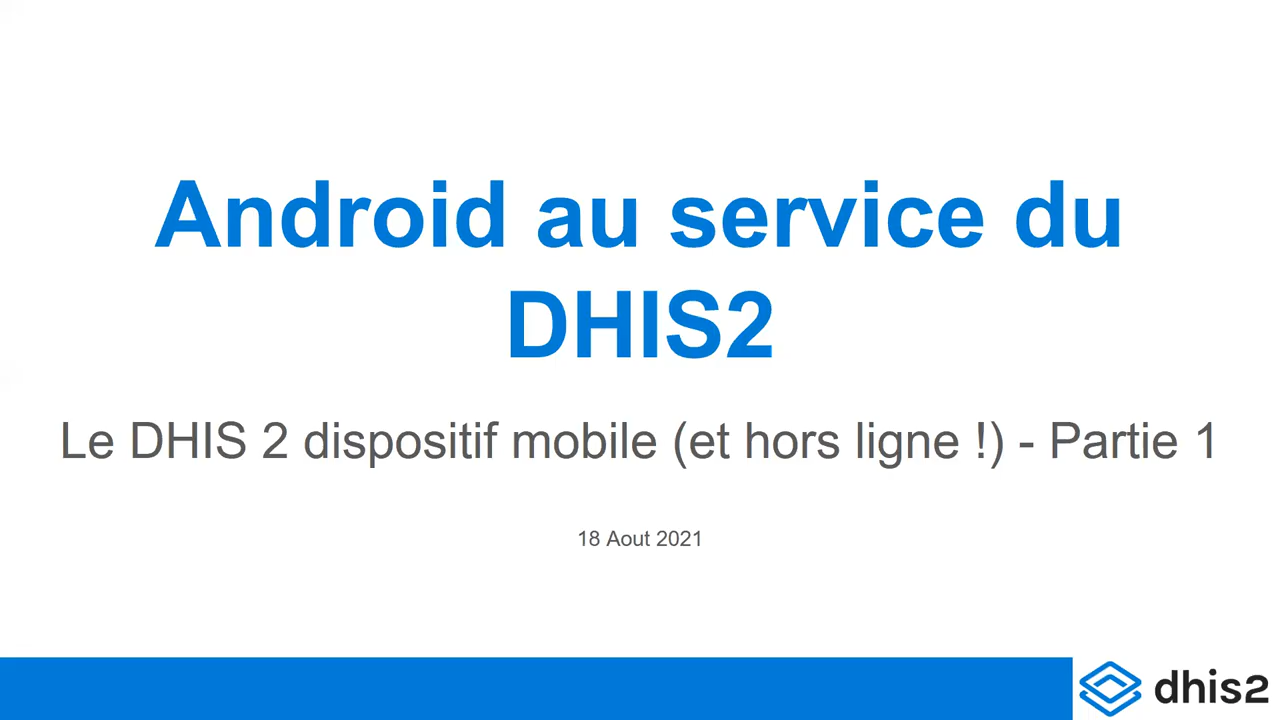 Android au service du
DHIS2
Le DHIS 2 dispositif mobile (et hors ligne !) - Partie 1
18 Aout 2021
dhis2